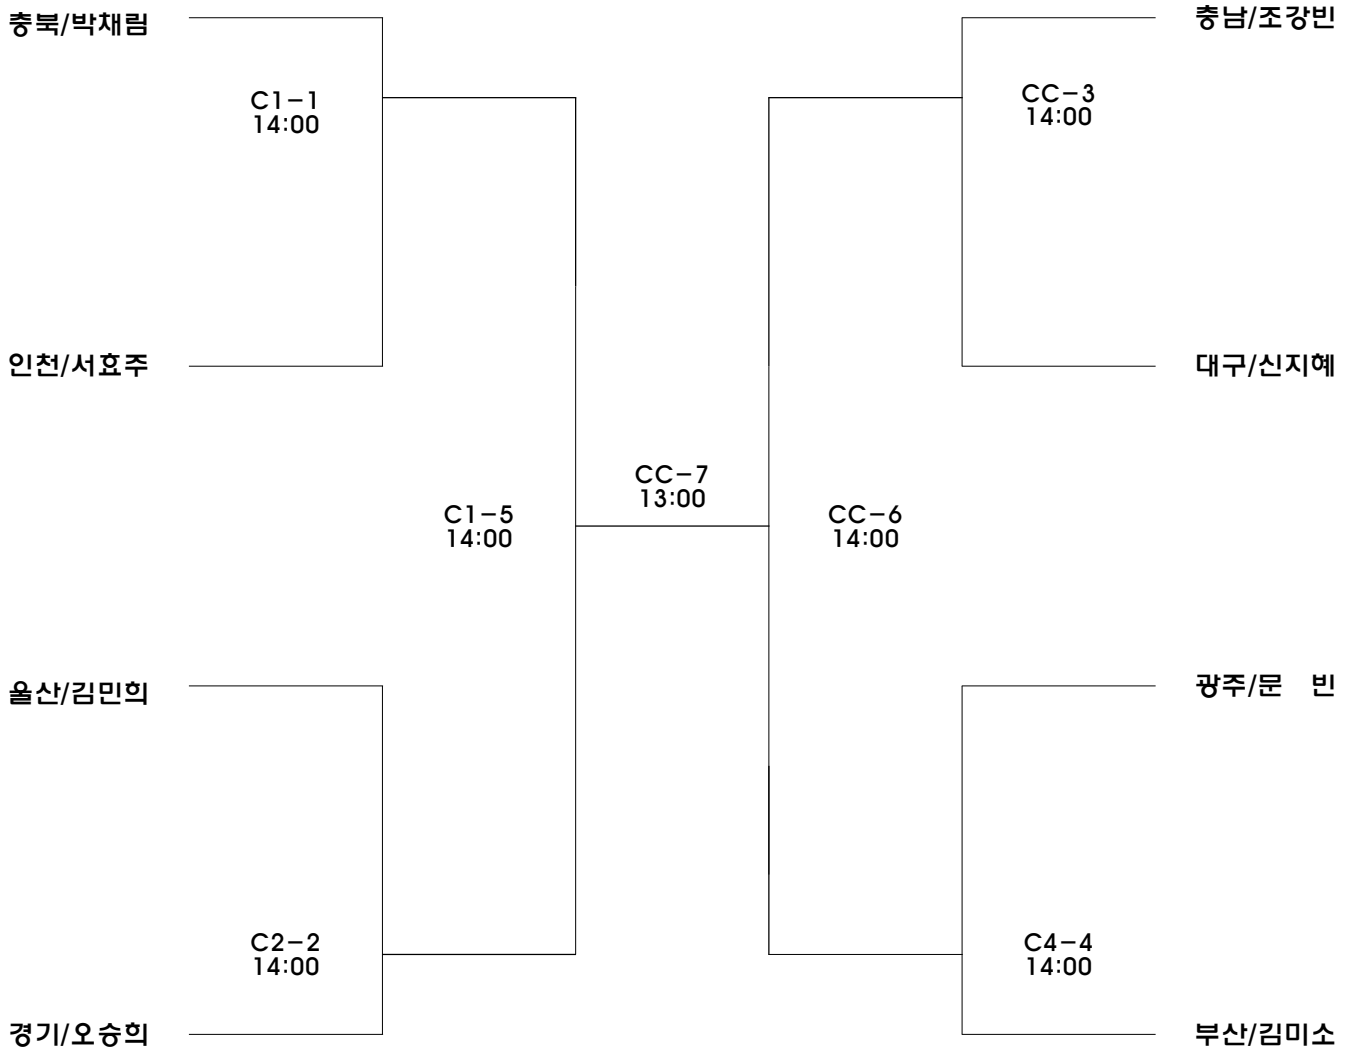 충북/박채림
충남/조강빈
C1-1
14:00
CC-3
14:00
인천/서효주
대구/신지혜
CC-7
13:00
C1-5
14:00
CC-6
14:00
울산/김민희
광주/문 빈
C2-2
14:00
C4-4
14:00
경기/오승희
부산/김미소